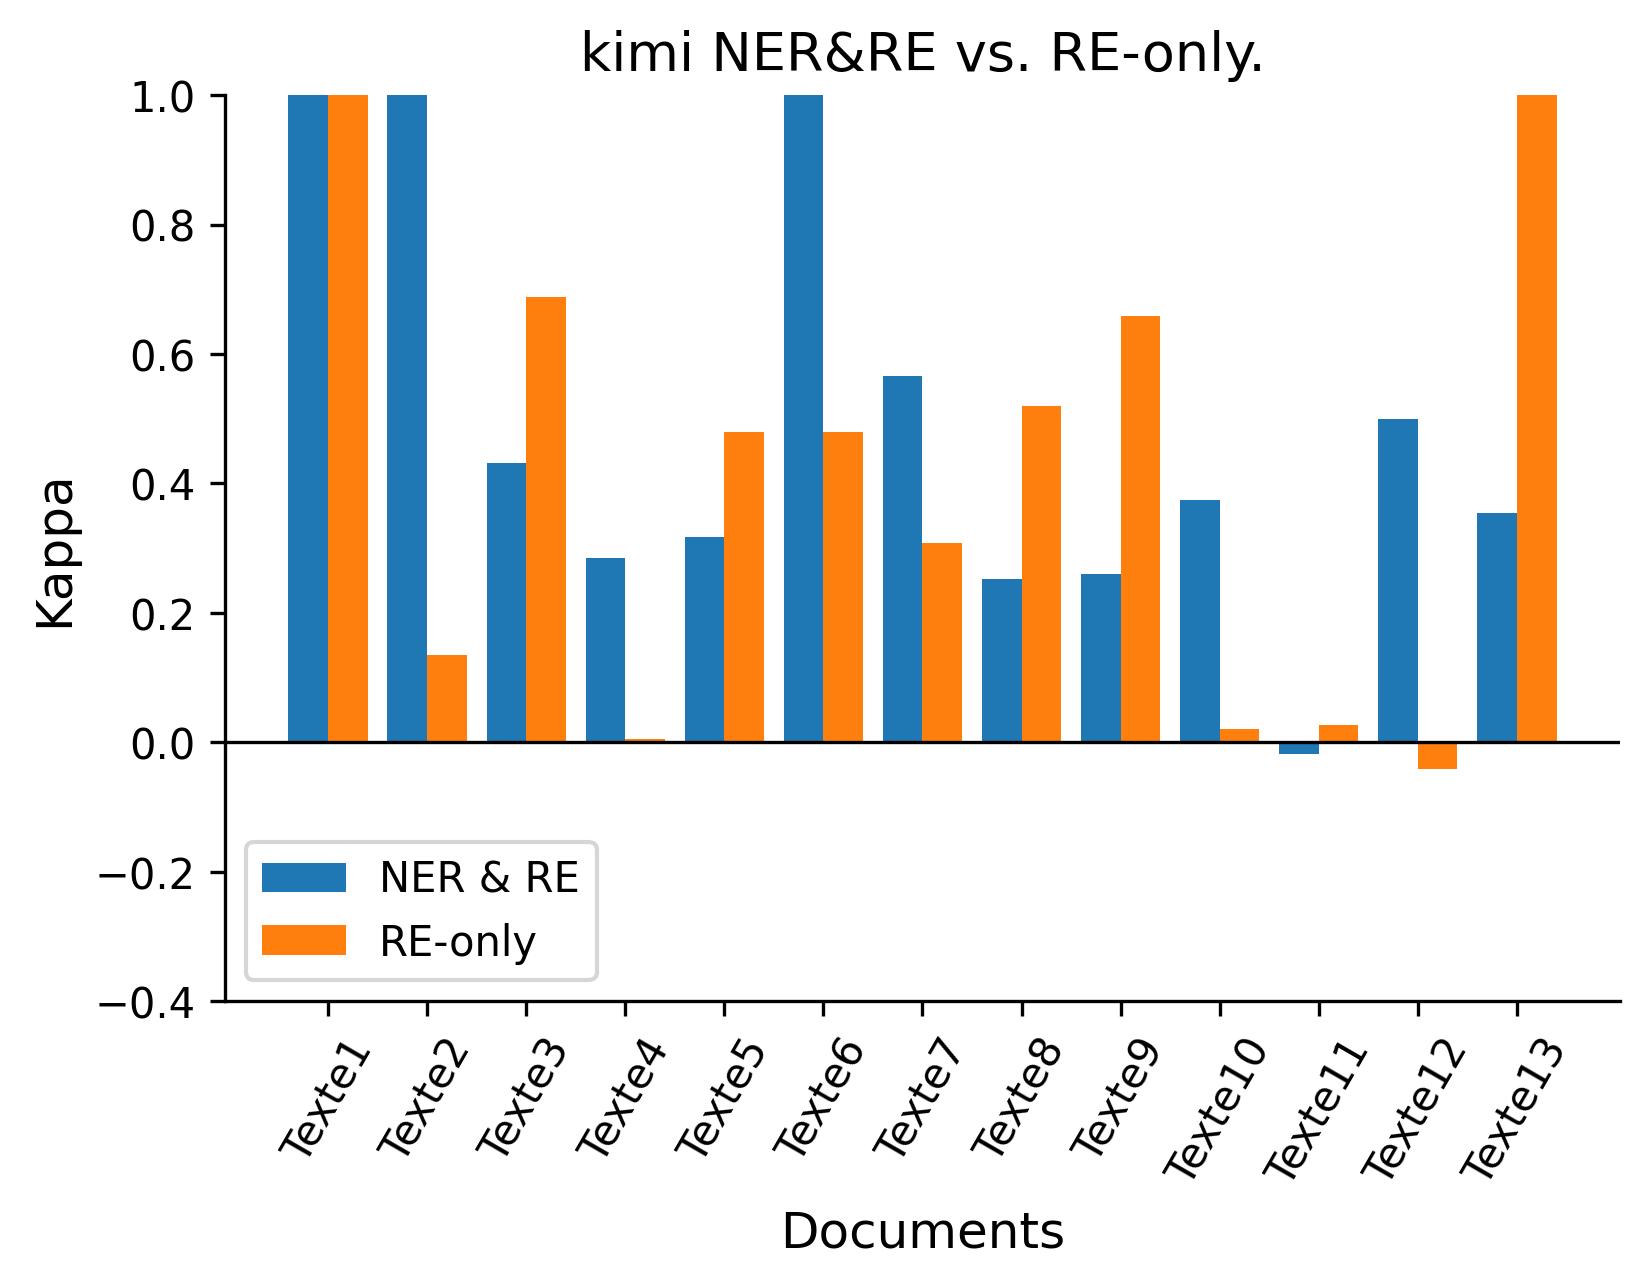 kimi NER&RE vs. RE-only.
1.0
0.8
0.6
0.4
0.2
0.0
−0.2
−0.4
Kappa
NER & RE
RE-only
Texte1
Texte2
Texte3
Texte4
Texte5
Texte6
Texte7
Texte8
Texte9
Texte10
Texte11
Texte12
Texte13
Documents